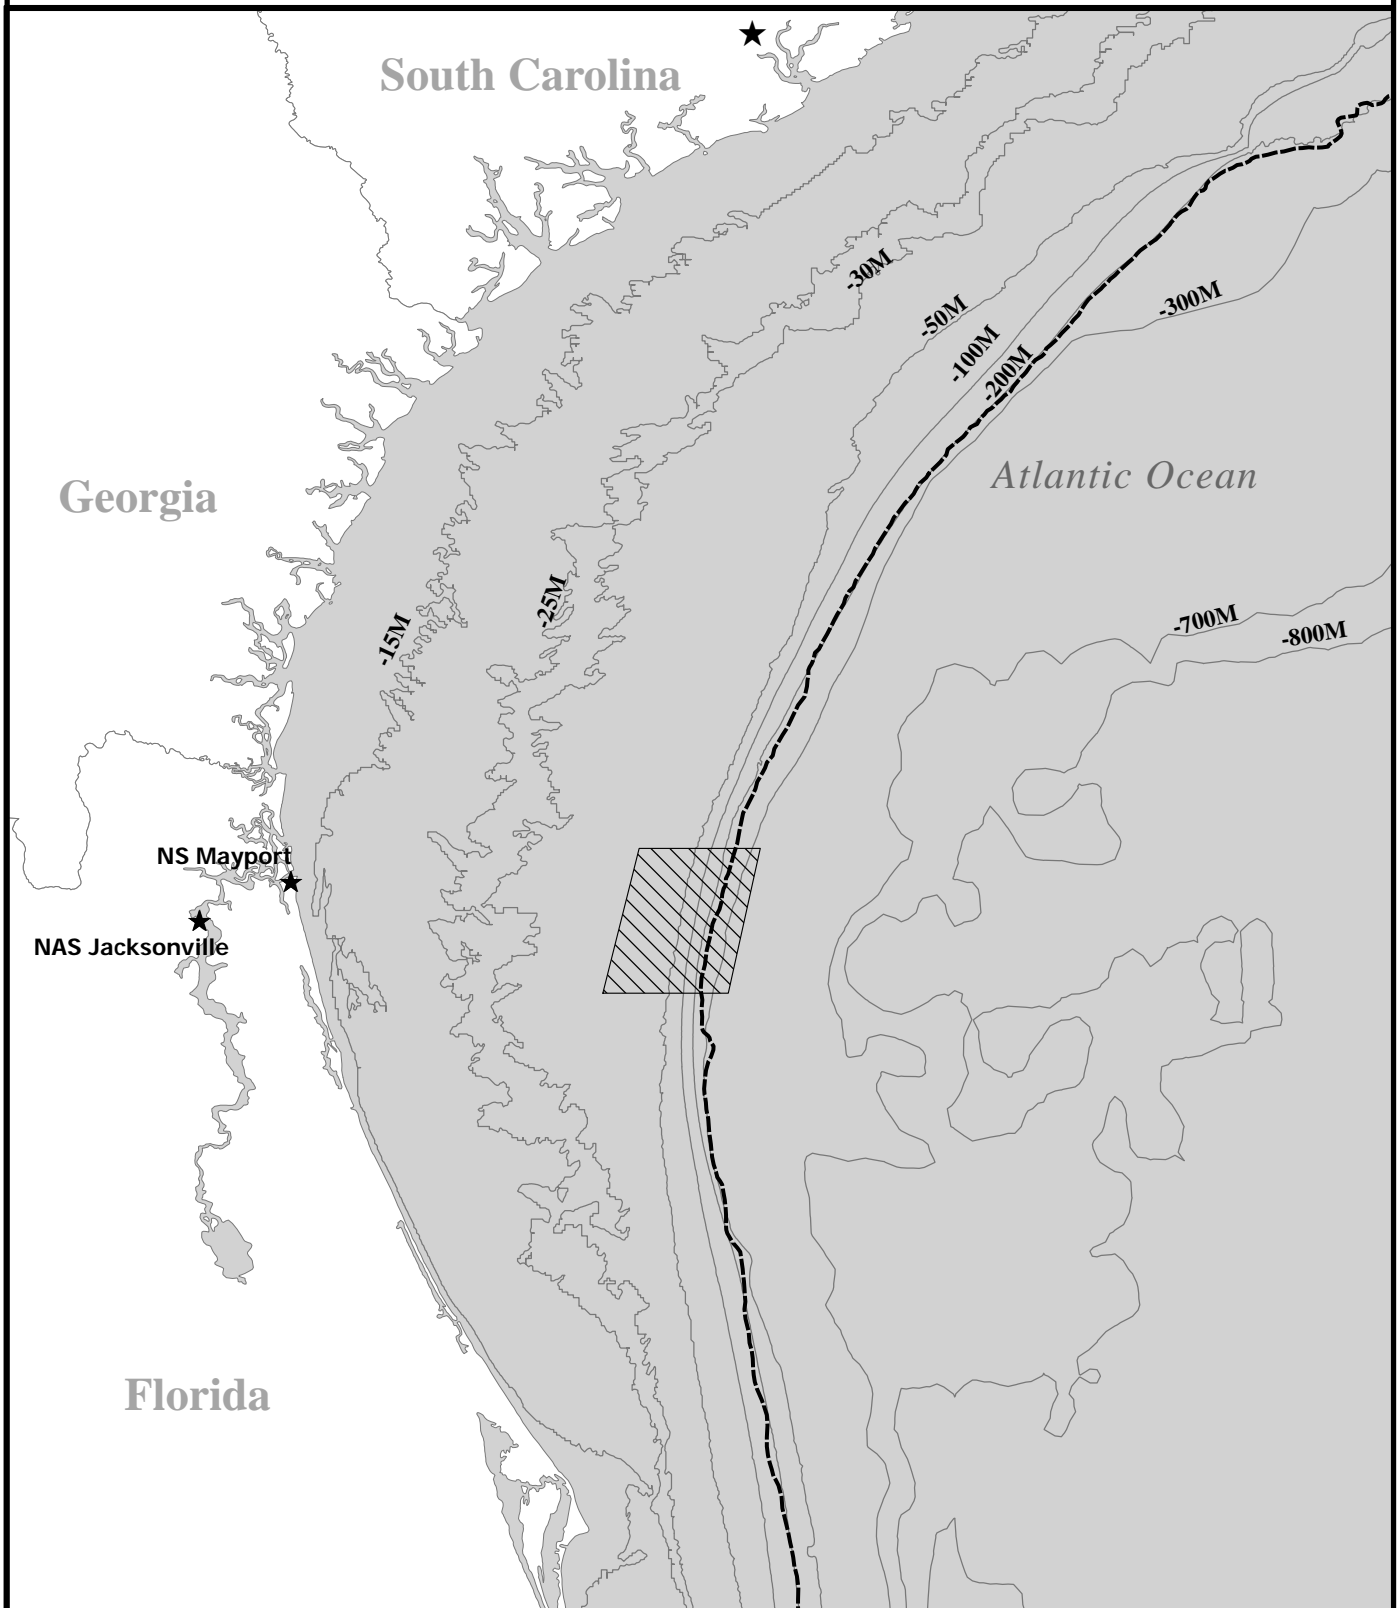 South Carolina
-30M
-50M
-300M
-100M
-200M
Atlantic Ocean
Georgia
-25M
-15M
-700M
-800M
NS Mayport
NAS Jacksonville
Florida